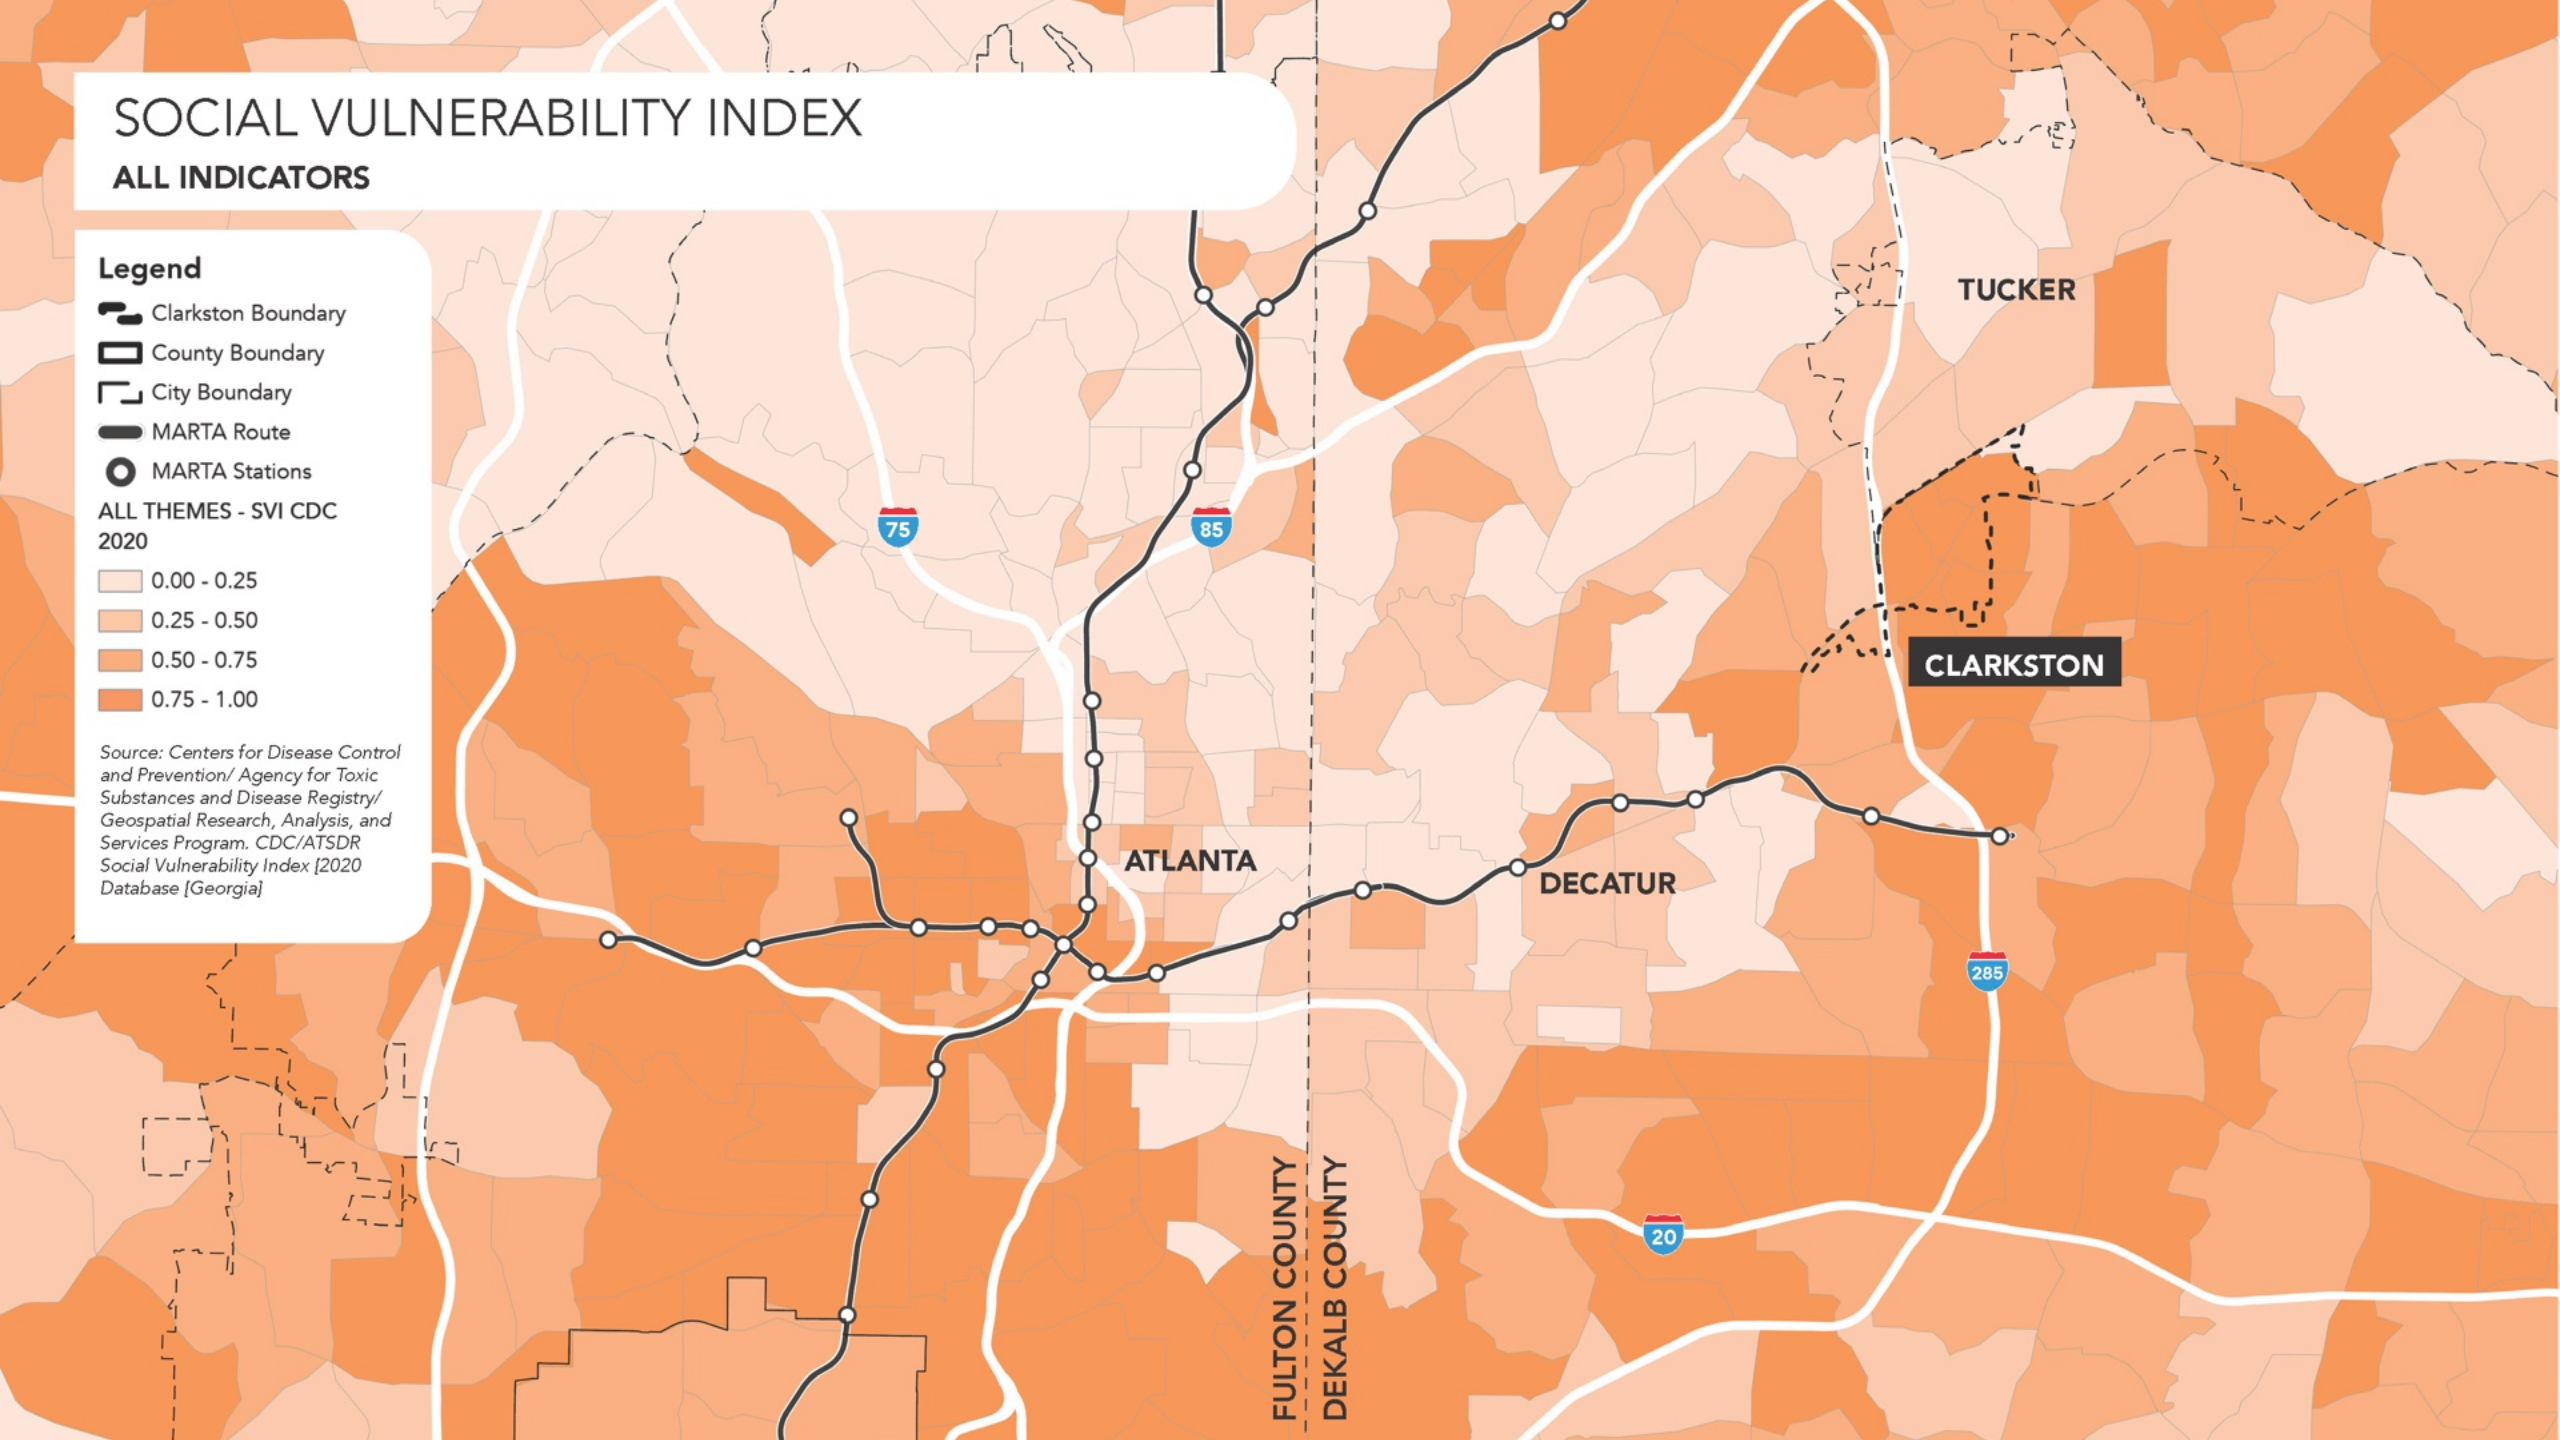 SOCIAL VULNERABILITY INDEX
ALL INDICATORS
Legend
Clarkston Boundary
County Boundary
City Boundary
MARTA Route
MARTA Stations
ALL THEMES - SVI CDC
2020
0.00 - 0.25
0.25 - 0.50
0.50 - 0.75
0.75 - 1.00
Source: Centers for Disease Control
and Prevention/ Agency for Toxic
Substances and Disease Registry/
Geospatial Research, Analysis, and
Services Program. CDC/ATSDR
Social Vulnerability Index [2020
Database [Georgia]
TUCKER
75
85
CLARKSTON
ATLANTA
DECATUR
285
20
FULTON COUNTY
DEKALB COUNTY